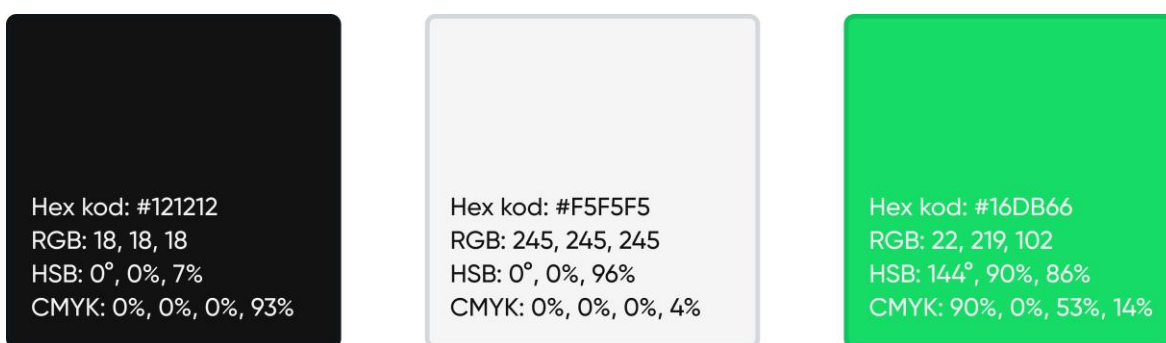 Hex kod: #121212
RGB: 18, 18, 18
HSB: 0°, 0%, 7%
CMYK: 0%, 0%, 0%, 93%
Hex kod: #F5F5F5
RGB: 245, 245, 245
HSB: 0°, 0%, 96%
CMYK: 0%, 0%, 0%, 4%
Hex kod: #16DB66
RGB: 22, 219, 102
HSB: 144°, 90%, 86%
CMYK: 90%, 0%, 53%, 14%